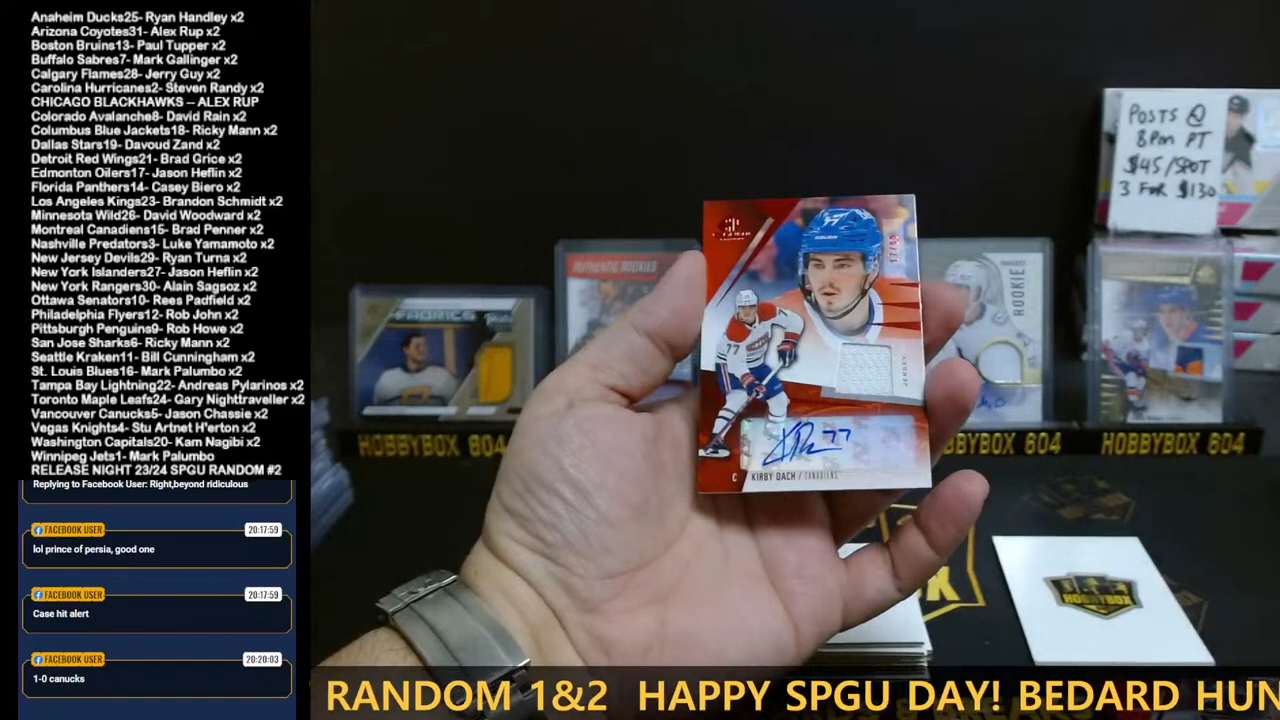 Anaheim Ducks25- Ryan Handley x2
Arizona Coyotes31- Alex Rup x2
Boston Bruins13- Paul Tupper x2
Buffalo Sabres7- Mark Gallinger x2
Calgary Flames28- Jerry Guy x2
Carolina Hurricanes2- Steven Randy x2
CHICAGO BLACKHAWKS -- ALEX RUP
Colorado Avalanche8- David Rain x2
Columbus Blue Jackets18- Ricky Mann x2
Dallas Stars19- Davoud Zand x2
Detroit Red Wings21- Brad Grice x2
Edmonton Oilers17- Jason Heflin x2
Florida Panthers14- Casey Biero x2
Los Angeles Kings23- Brandon Schmidt x2
Minnesota Wild26- David Woodward x2
Montreal Canadiens15- Brad Penner x2
Nashville Predators3- Luke Yamamoto x2
New Jersey Devils29- Ryan Turna x2
New York Islanders27- Jason Heflin x2
New York Rangers30- Alain Sagsoz x2
Ottawa Senators10- Rees Padfield x2
Philadelphia Flyers12- Rob John x2
Pittsburgh Penguins9- Rob Howe x2
San Jose Sharks6- Ricky Mann x2
Seattle Kraken11- Bill Cunningham x2
St. Louis Blues16- Mark Palumbo x2
Tampa Bay Lightning22- Andreas Pylarinos x2
Toronto Maple Leafs24- Gary Nighttraveller x2
Vancouver Canucks5- Jason Chassie x2
Vegas Knights4- Stu Artnet H'erton x2
Washington Capitals20- Kam Nagibi x2
Winnipeg Jets1- Mark Palumbo
RELEASE NIGHT 23/24 SPGU RANDOM #2
Replying to Facebook User: Right,beyond ridiculous
FACEBOOK USER 20:17:59
lol prince of persia, good one
FACEBOOK USER 20:17:59
Case hit alert
FACEBOOK USER 20:20:03
1-0 canucks
POSTS @
8PM PT
$45/SPOT
3 FOR $130
FABRICS
AUTHENTIC ROOKIES
ROOKIE
JERSEY
77
C KIRBY DACH / CANADIENS
HOBBYBOX 604
HOBBYBOX 604
HOBBYBOX 604
HOBBYBOX
RANDOM 1&2 HAPPY SPGU DAY! BEDARD HUN